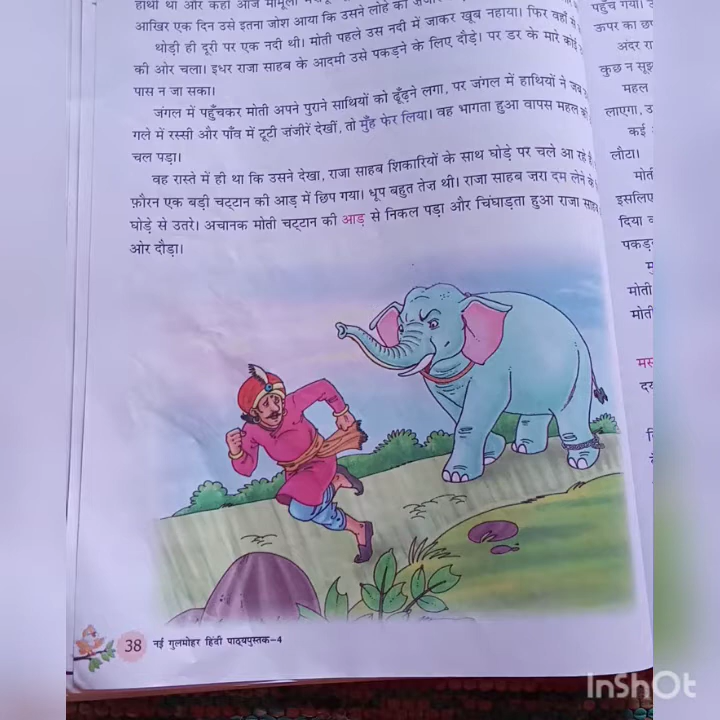 हाथी था और कहाँ आज मामूली
आखिर एक दिन उसे इतना जोश आया कि उसने लोहे की
थोड़ी ही दूरी पर एक नदी थी। मोती पहले उस नदी में जाकर खूब नहाया। फिर वहाँ से
की ओर चला। इधर राजा साहब के आदमी उसे पकड़ने के लिए दौड़े। पर डर के मारे कोई
पास न जा सका।
जंगल में पहुँचकर मोती अपने पुराने साथियों को ढूँढ़ने लगा, पर जंगल में हाथियों ने जब
गले में रस्सी और पाँव में टूटी ज़ंजीरें देखीं, तो मुँह फेर लिया। वह भागता हुआ वापस महल की
चल पड़ा।
वह रास्ते में ही था कि उसने देखा, राजा साहब शिकारियों के साथ घोड़े पर चले आ रहे
फ़ौरन एक बड़ी चट्टान की आड़ में छिप गया। धूप बहुत तेज थी। राजा साहब ज़रा दम लेने के
घोड़े से उतरे। अचानक मोती चट्टान की आड़ से निकल पड़ा और चिंघाड़ता हुआ राजा साहब
ओर दौड़ा।
38 नई गुलमोहर हिंदी पाठ्यपुस्तक–4
पहुँच गया।
ऊपर का
अंदर
कुछ न
महल
लाएगा,
कई
लौटा।
इसलिए
दिया
मोती
InShOt